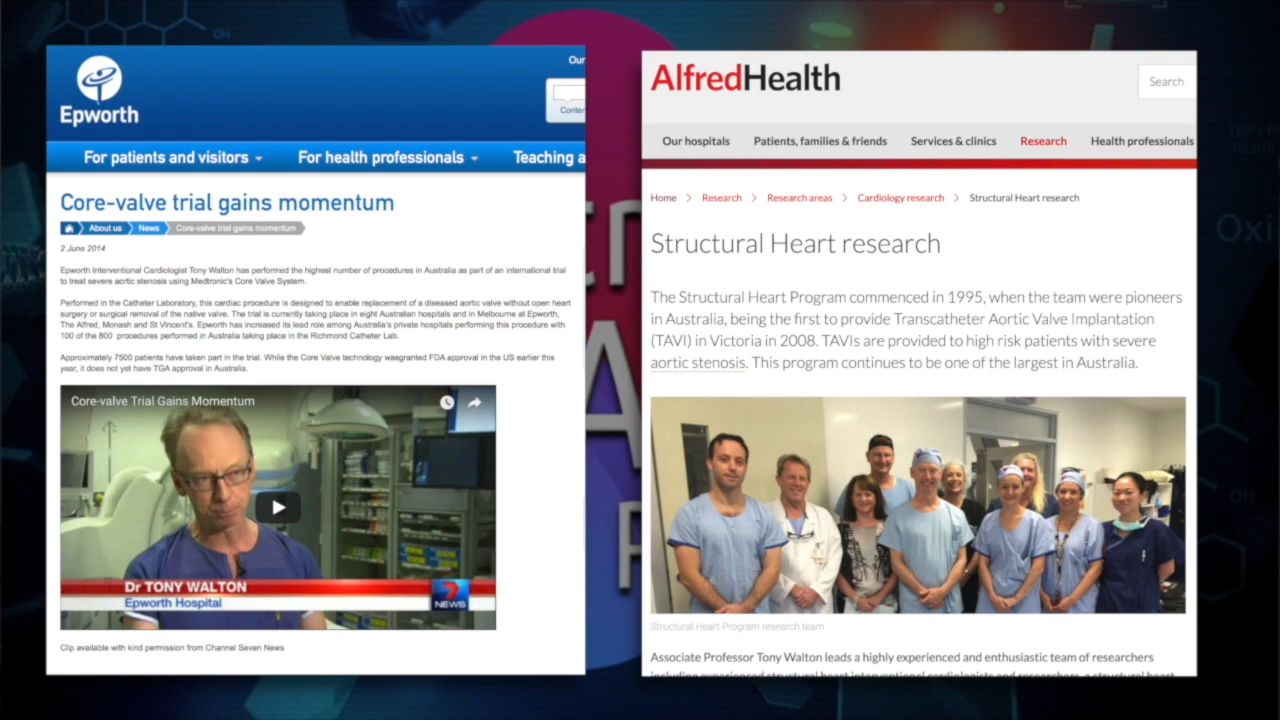 Epworth
Our
Conten
For patients and visitors
For health professionals
Teaching a
Core-valve trial gains momentum
About us
News
Core-valve trial gains momentum
2 June 2014
Epworth Interventional Cardiologist Tony Walton has performed the highest number of procedures in Australia as part of an international trial
to treat severe aortic stenosis using Medtronic's Core Valve System.
Performed in the Catheter Laboratory, this cardiac procedure is designed to enable replacement of a diseased aortic valve without open heart
surgery or surgical removal of the native valve. The trial is currently taking place in eight Australian hospitals and in Melbourne at Epworth,
The Alfred, Monash and St Vincent's. Epworth has increased its lead role among Australia's private hospitals performing this procedure with
100 of the 800 procedures performed in Australia taking place in the Richmond Catheter Lab.
Approximately 7500 patients have taken part in the trial. While the Core Valve technology wasgranted FDA approval in the US earlier this
year, it does not yet have TGA approval in Australia.
Core-valve Trial Gains Momentum
Dr TONY WALTON
Epworth Hospital
7
NEWS
Clip available with kind permission from Channel Seven News
AlfredHealth
Search
Our hospitals
Patients, families & friends
Services & clinics
Research
Health professionals
Home > Research > Research areas > Cardiology research > Structural Heart research
Structural Heart research
The Structural Heart Program commenced in 1995, when the team were pioneers
in Australia, being the first to provide Transcatheter Aortic Valve Implantation
(TAVI) in Victoria in 2008. TAVIs are provided to high risk patients with severe
aortic stenosis. This program continues to be one of the largest in Australia.
Structural Heart Program research team
Associate Professor Tony Walton leads a highly experienced and enthusiastic team of researchers
including experienced structural heart interventional cardiologists and researchers, a structural heart
OH
Oxi
OH